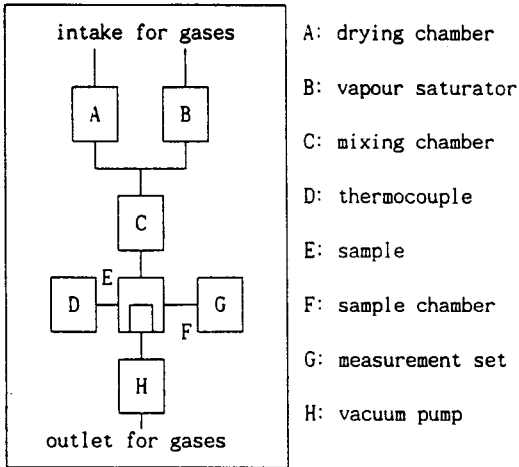 intake for gases
A
B
C
E
D
G
F
H
outlet for gases
A: drying chamber
B: vapour saturator
C: mixing chamber
D: thermocouple
E: sample
F: sample chamber
G: measurement set
H: vacuum pump